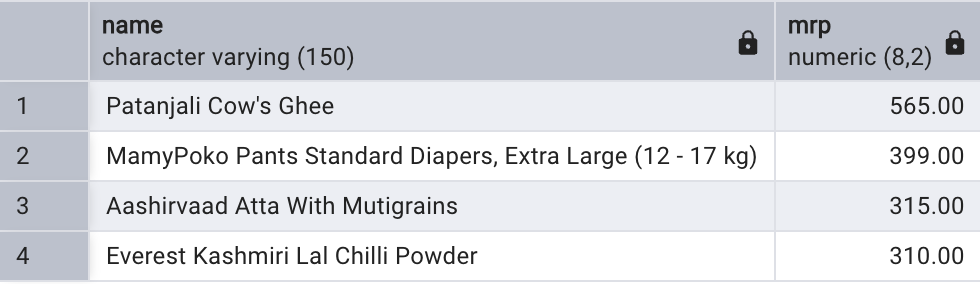 name
character varying (150)
mrp
numeric (8,2)
1 Patanjali Cow's Ghee 565.00
2 MamyPoko Pants Standard Diapers, Extra Large (12 - 17 kg) 399.00
3 Aashirvaad Atta With Mutigrains 315.00
4 Everest Kashmiri Lal Chilli Powder 310.00